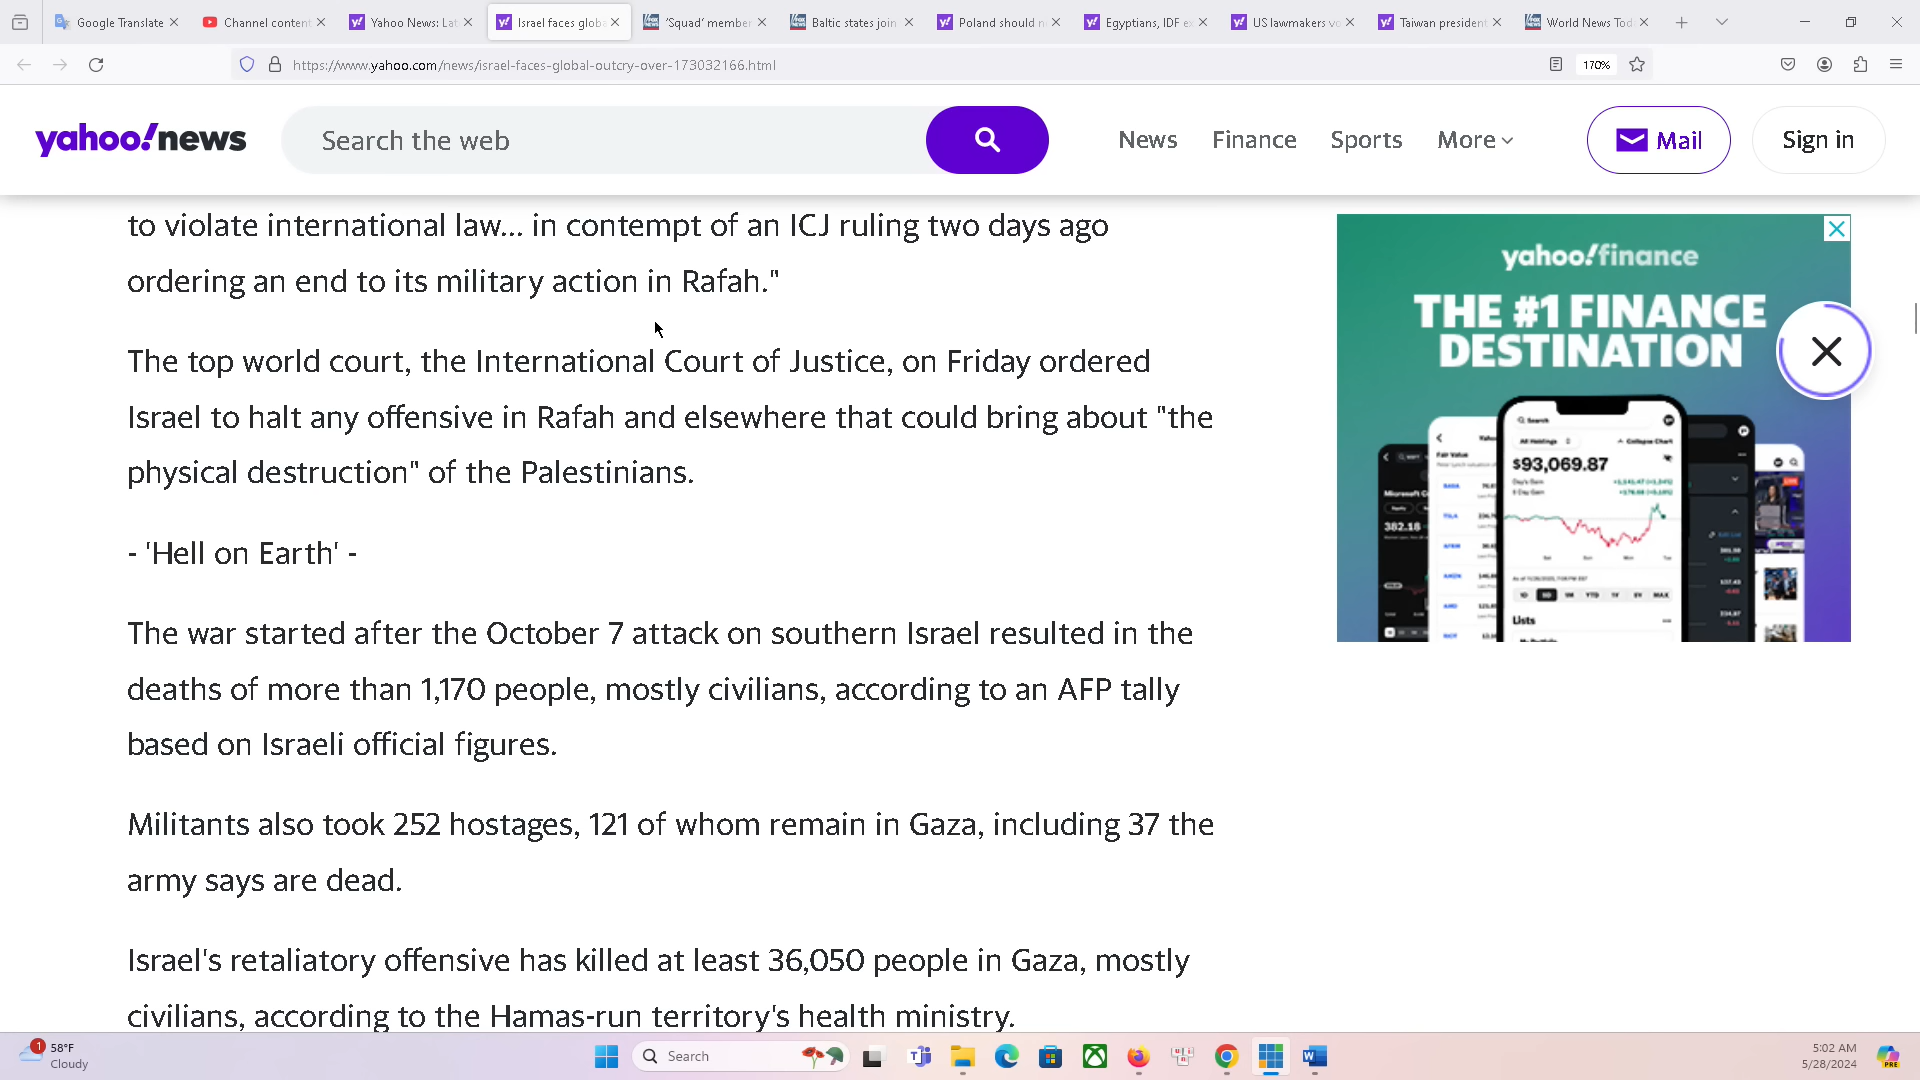 Google Translate
Channel content
Yahoo News: Lat
Israel faces globa
'Squad' member
Baltic states join
Poland should n
Egyptians, IDF ex
US lawmakers vo
Taiwan president
World News Tod
https://www.yahoo.com/news/israel-faces-global-outcry-over-173032166.html
170%
yahoo!news
Search the web
News
Finance
Sports
More
Mail
Sign in
to violate international law... in contempt of an ICJ ruling two days ago
ordering an end to its military action in Rafah."
The top world court, the International Court of Justice, on Friday ordered
Israel to halt any offensive in Rafah and elsewhere that could bring about "the
physical destruction" of the Palestinians.
- 'Hell on Earth' -
The war started after the October 7 attack on southern Israel resulted in the
deaths of more than 1,170 people, mostly civilians, according to an AFP tally
based on Israeli official figures.
Militants also took 252 hostages, 121 of whom remain in Gaza, including 37 the
army says are dead.
Israel's retaliatory offensive has killed at least 36,050 people in Gaza, mostly
civilians, according to the Hamas-run territory's health ministry.
yahoo!finance
THE #1 FINANCE
DESTINATION
Search
All Holdings
Collapse Chart
$93,069.87
382.18
Lists
1
58°F
Cloudy
Search
5:02 AM
5/28/2024